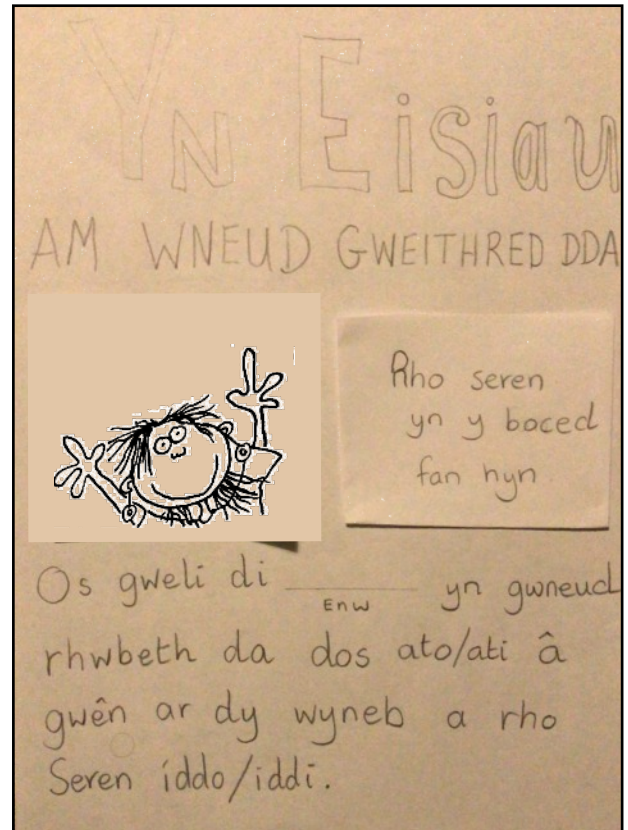 Yn Eisiau
AM WNEUD GWEITHRED DDA
Rho seren
yn y boced
fan hyn
Os gweli di ______ yn gwneud
Enw
rhwbeth da dos ato/ati â
gwên ar dy wyneb a rho
Seren iddo/iddi.